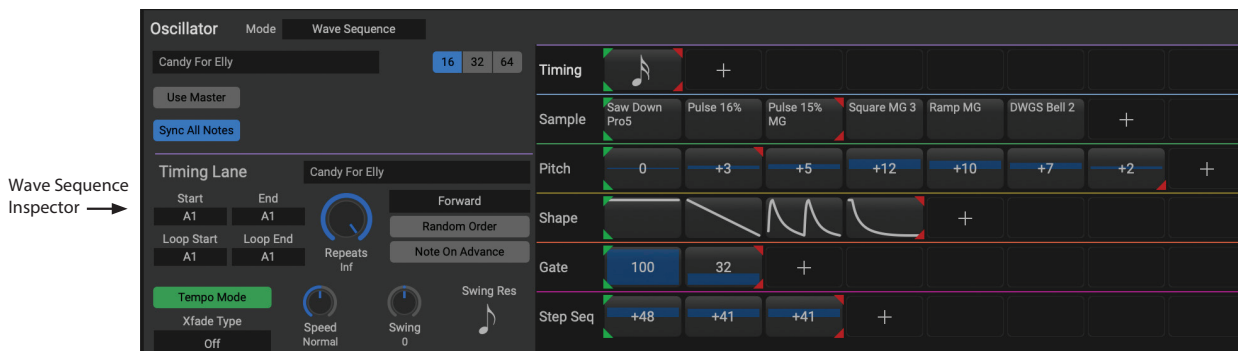 Oscillator Mode Wave Sequence
Candy For Elly 16 32 64
Use Master
Sync All Notes
Timing Lane Candy For Elly
Start End
A1 A1
Loop Start Loop End
A1 A1
Repeats
Inf
Forward
Random Order
Note On Advance
Tempo Mode
Xfade Type
Off
Speed
Normal
Swing
0
Swing Res
Timing +
Sample Saw Down Pro5 Pulse 16% Pulse 15% MG Square MG 3 Ramp MG DWGS Bell 2 +
Pitch 0 +3 +5 +12 +10 +7 +2 +
Shape +
Gate 100 32 +
Step Seq +48 +41 +41 +
Wave Sequence
Inspector